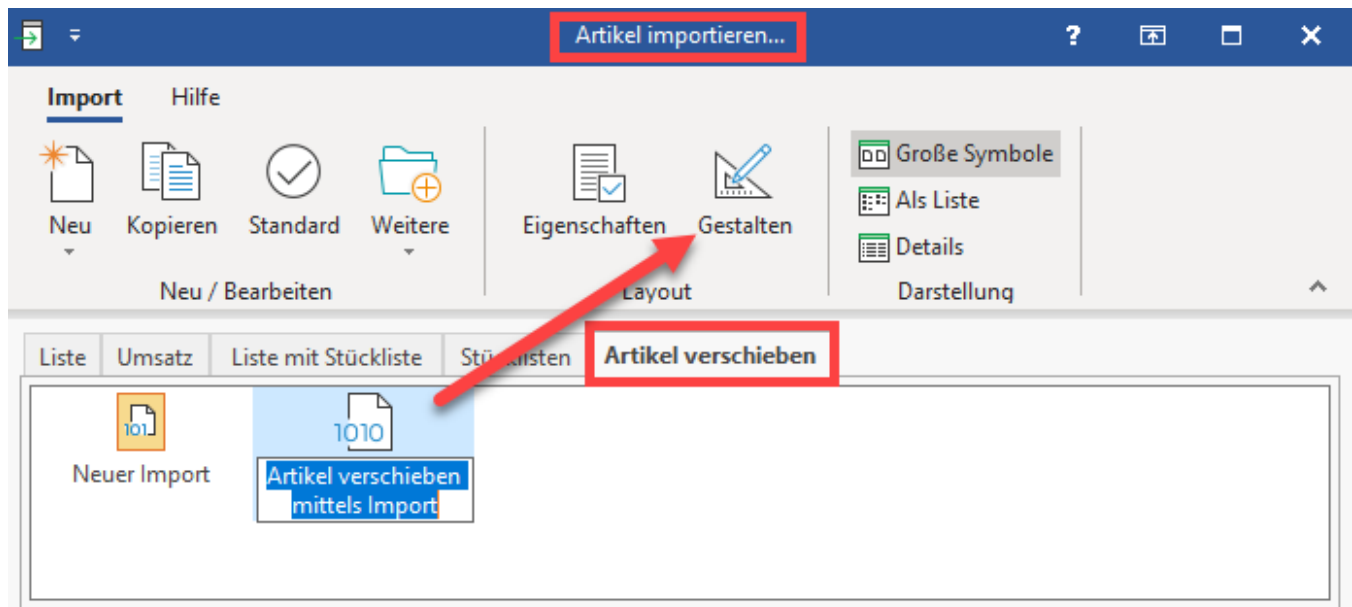 Artikel importieren...
?
Import Hilfe
Neu Kopieren Standard Weitere Eigenschaften Gestalten
Große Symbole
Als Liste
Details
Neu / Bearbeiten Layout Darstellung
Liste Umsatz Liste mit Stückliste Stücklisten Artikel verschieben
101
1010
Neuer Import
Artikel verschieben
mittels Import